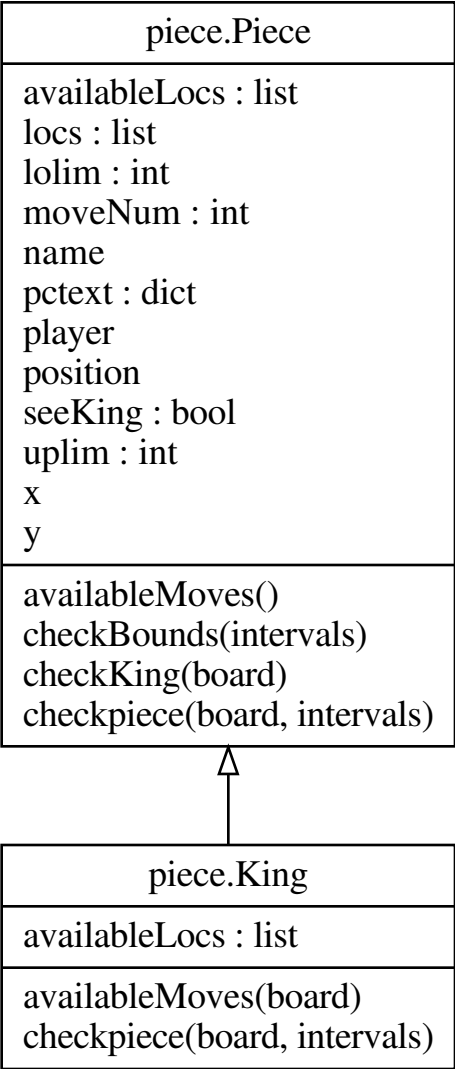 piece.Piece
availableLocs : list
locs : list
lolim : int
moveNum : int
name
pctext : dict
player
position
seeKing : bool
uplim : int
x
y
availableMoves()
checkBounds(intervals)
checkKing(board)
checkpiece(board, intervals)
piece.King
availableLocs : list
availableMoves(board)
checkpiece(board, intervals)